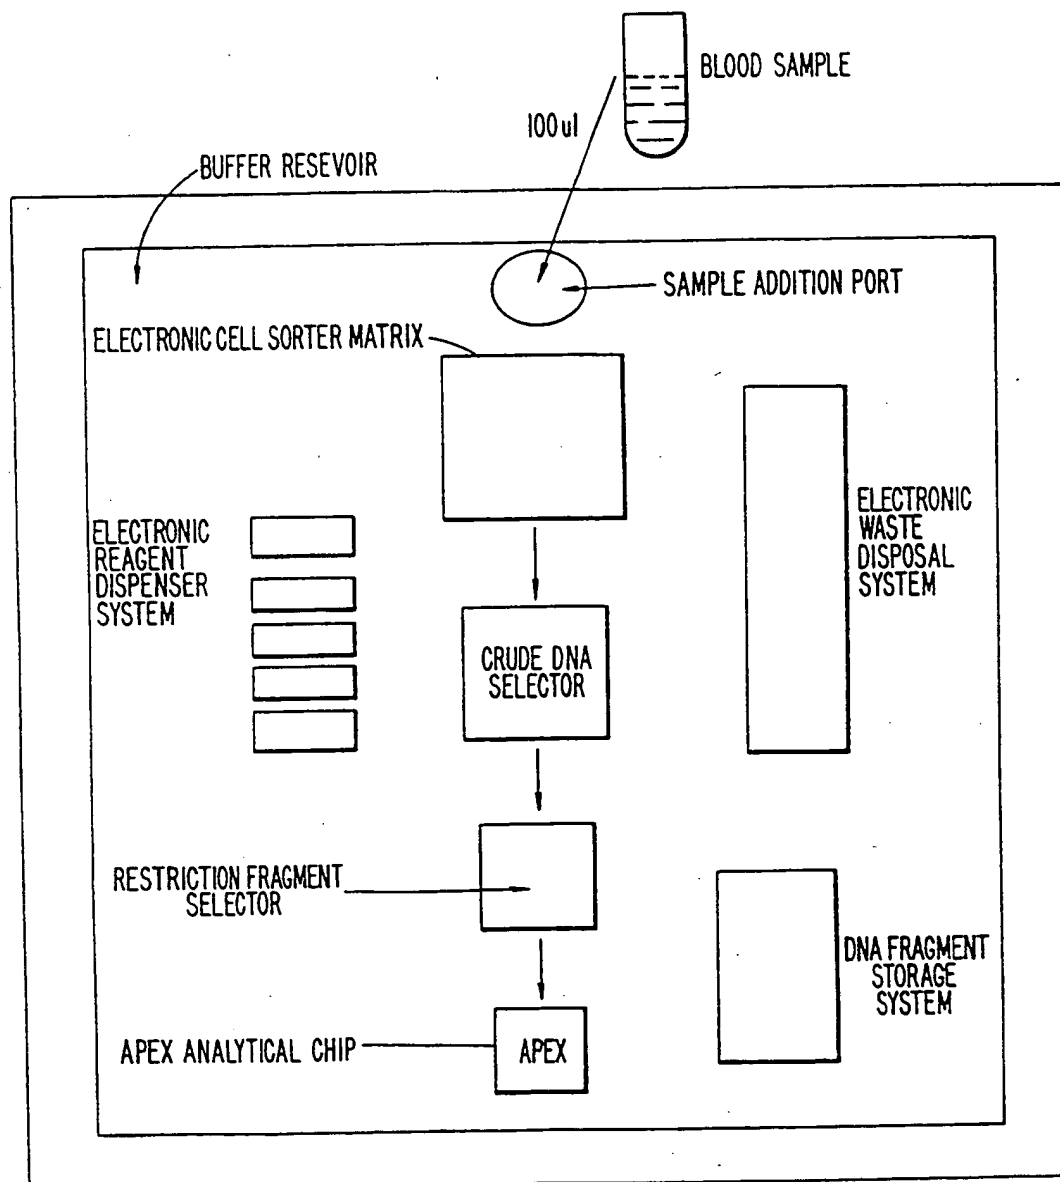 BLOOD SAMPLE
100ul
BUFFER RESEVOIR
SAMPLE ADDITION PORT
ELECTRONIC CELL SORTER MATRIX
ELECTRONIC
REAGENT
DISPENSER
SYSTEM
ELECTRONIC
WASTE
DISPOSAL
SYSTEM
CRUDE DNA
SELECTOR
RESTRICTION FRAGMENT
SELECTOR
DNA FRAGMENT
STORAGE
SYSTEM
APEX ANALYTICAL CHIP
APEX